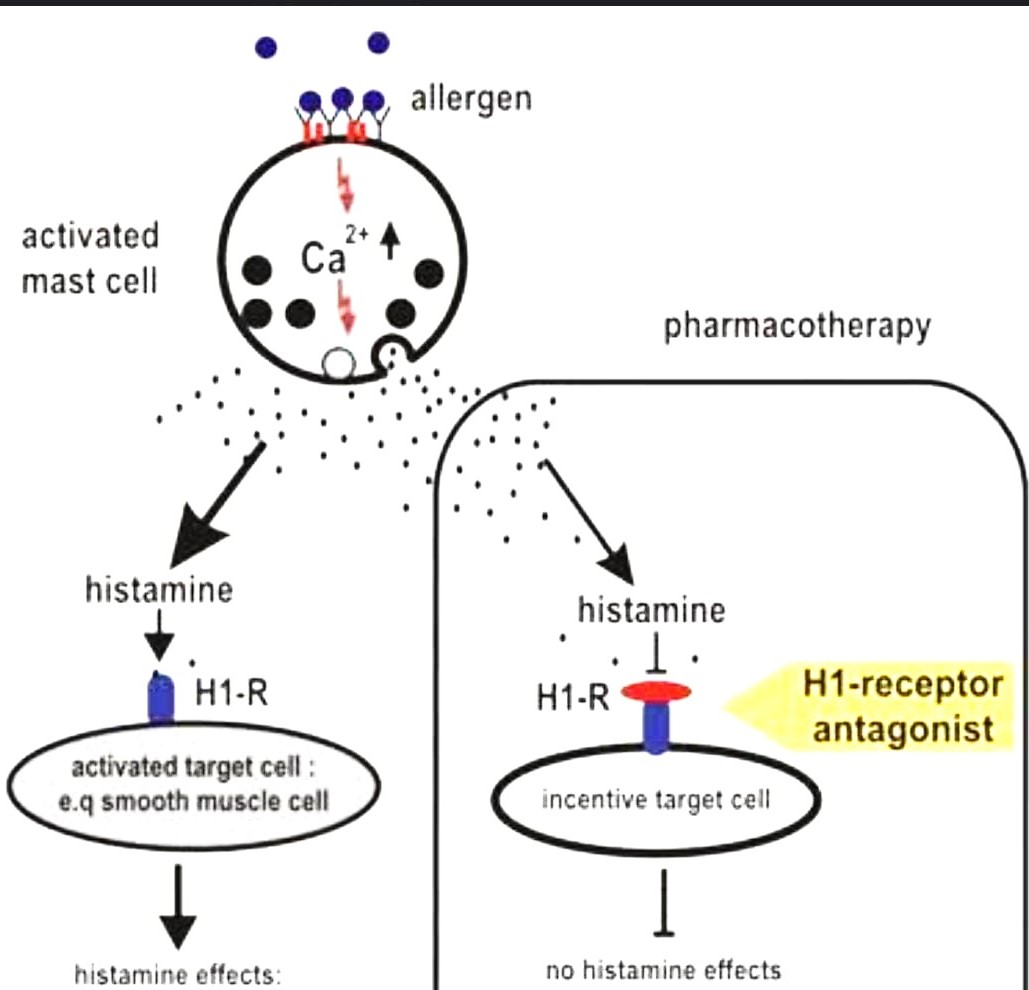 allergen
activated
mast cell
Ca2+
pharmacotherapy
histamine
H1-R
activated target cell :
e.q smooth muscle cell
histamine effects:
histamine
H1-R
H1-receptor
antagonist
incentive target cell
no histamine effects